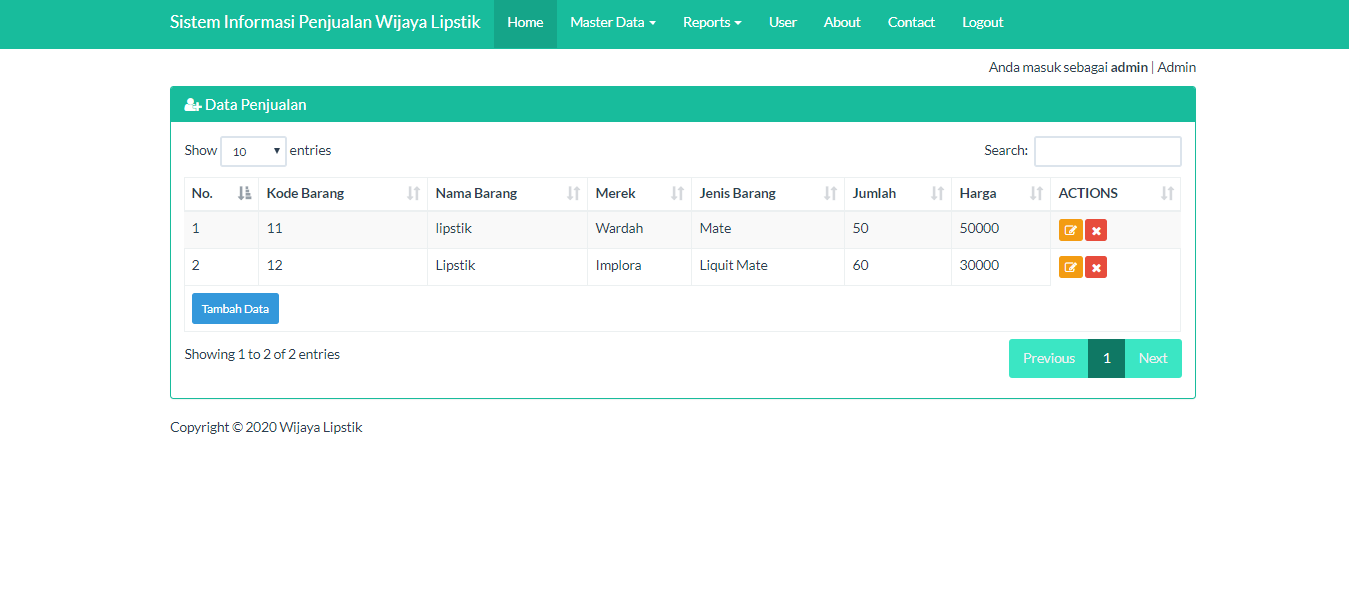 Sistem Informasi Penjualan Wijaya Lipstik Home Master Data Reports User About Contact Logout
Anda masuk sebagai admin | Admin
Data Penjualan
Show 10 entries Search:
No. Kode Barang Nama Barang Merek Jenis Barang Jumlah Harga ACTIONS
1 11 lipstik Wardah Mate 50 50000
2 12 Lipstik Implora Liquit Mate 60 30000
Tambah Data
Showing 1 to 2 of 2 entries Previous 1 Next
Copyright © 2020 Wijaya Lipstik